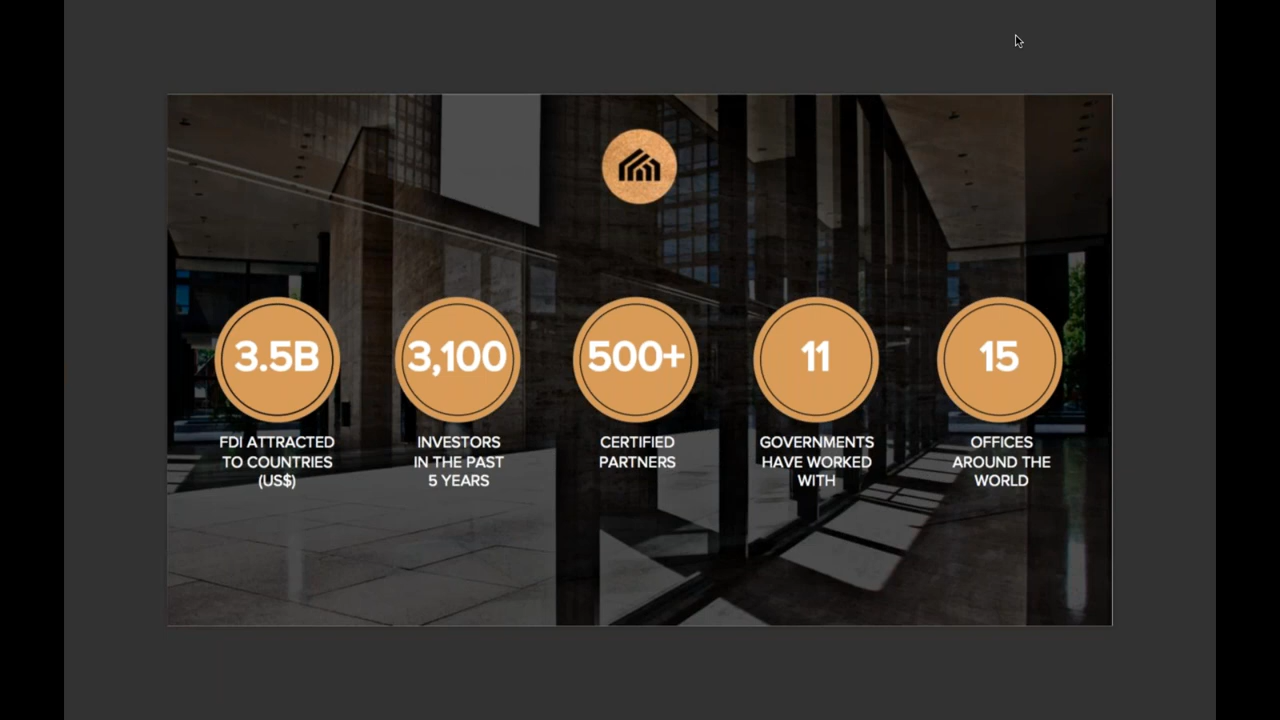 3.5B
FDI ATTRACTED
TO COUNTRIES
(US$)
3,100
INVESTORS
IN THE PAST
5 YEARS
500+
CERTIFIED
PARTNERS
11
GOVERNMENTS
HAVE WORKED
WITH
15
OFFICES
AROUND THE
WORLD